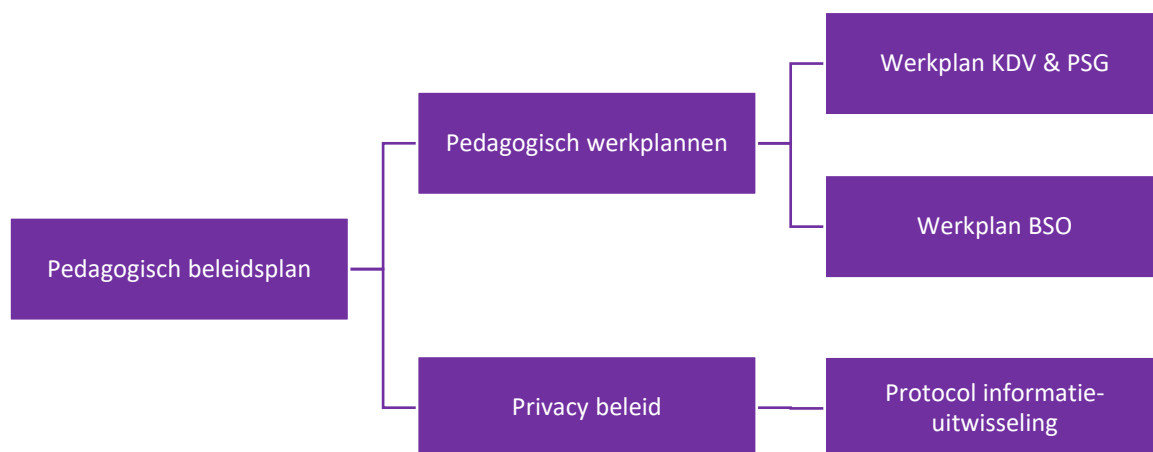 Werkplan KDV & PSG
Pedagogisch werkplannen
Werkplan BSO
Pedagogisch beleidsplan
Privacy beleid
Protocol informatie-
uitwisseling